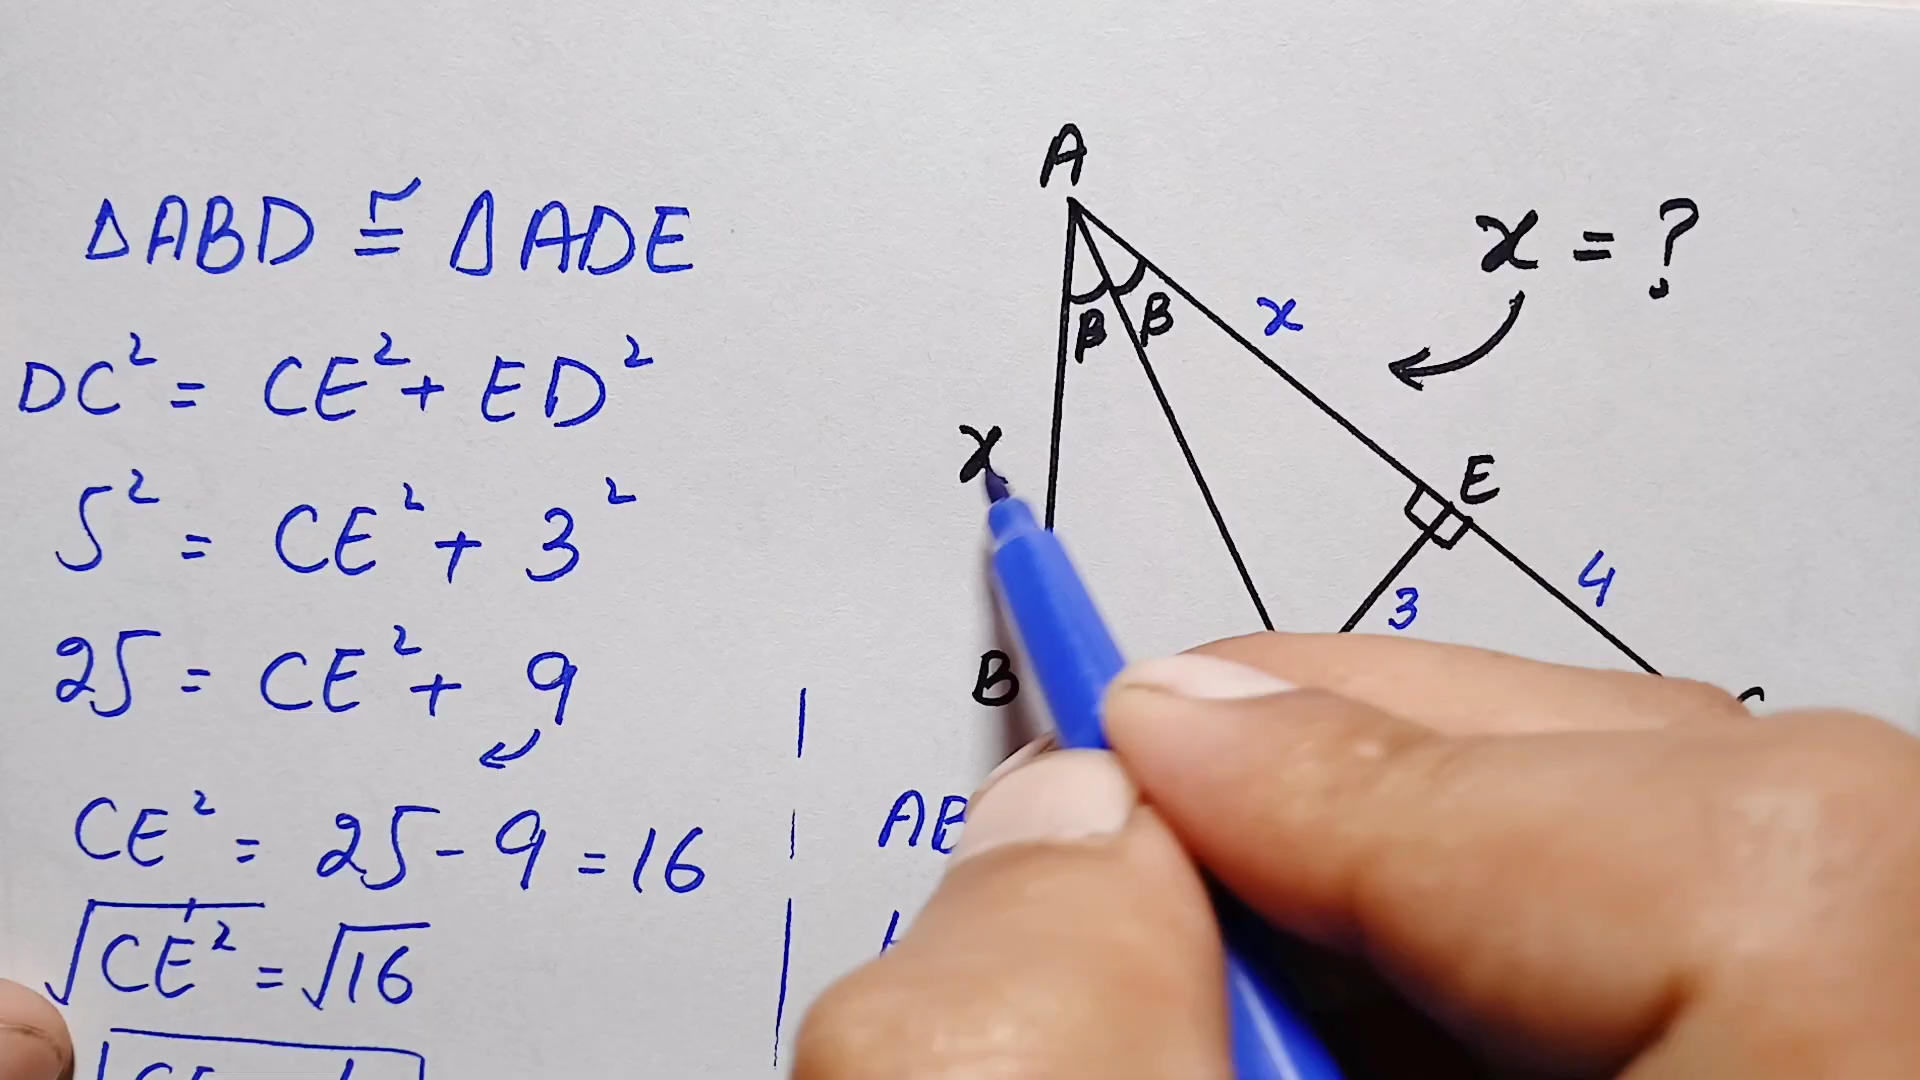 ΔABD ≅ ΔADE
DC² = CE² + ED²
5² = CE² + 3²
25 = CE² + 9
CE² = 25 - 9 = 16
√CE² = √16
A
x = ?
β β
x
x
E
4
3
B
AB